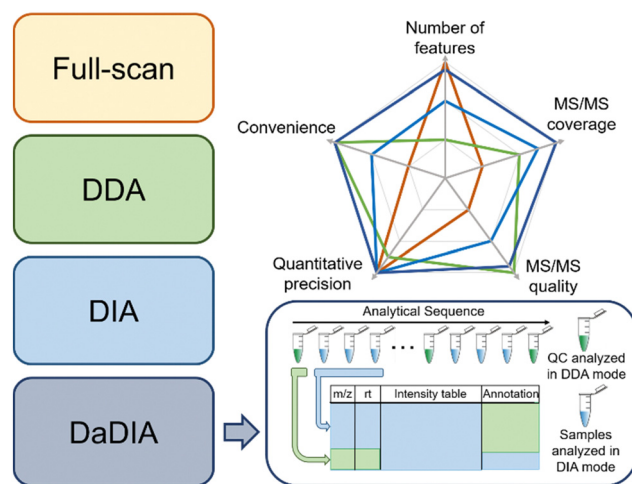 Full-scan
DDA
DIA
DaDIA
Number of
features
MS/MS
coverage
MS/MS
quality
Quantitative
precision
Convenience
Analytical Sequence
...
QC analyzed
in DDA mode
m/z rt Intensity table Annotation
Samples
analyzed in
DIA mode